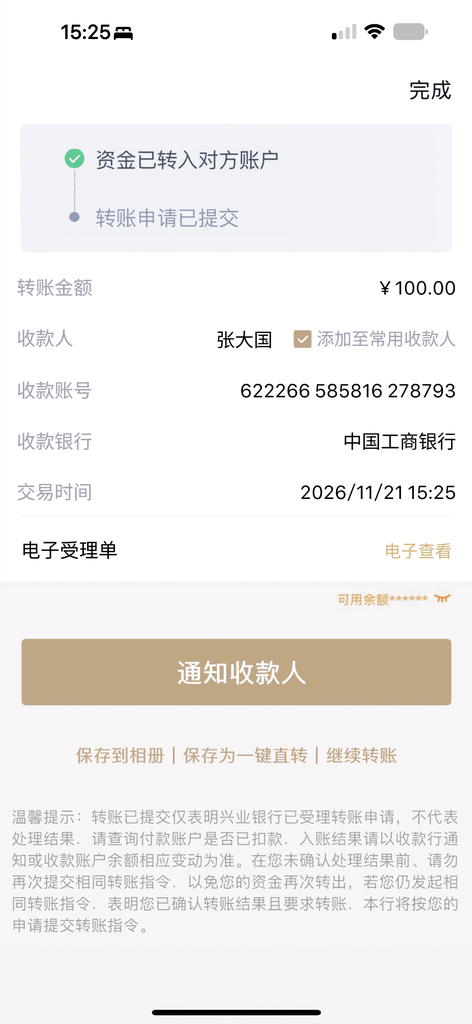 15:25
完成
资金已转入对方账户
转账申请已提交
转账金额 ¥100.00
收款人 张大国 添加至常用收款人
收款账号 622266 585816 278793
收款银行 中国工商银行
交易时间 2026/11/21 15:25
电子受理单 电子查看
可用余额******
通知收款人
保存到相册 | 保存为一键直转 | 继续转账
温馨提示：转账已提交仅表明兴业银行已受理转账申请，不代表
处理结果．请查询付款账户是否已扣款．入账结果请以收款行通
知或收款账户余额相应变动为准。在您未确认处理结果前、请勿
再次提交相同转账指令．以免您的资金再次转出，若您仍发起相
同转账指令．表明您已确认转账结果且要求转账．本行将按您的
申请提交转账指令。